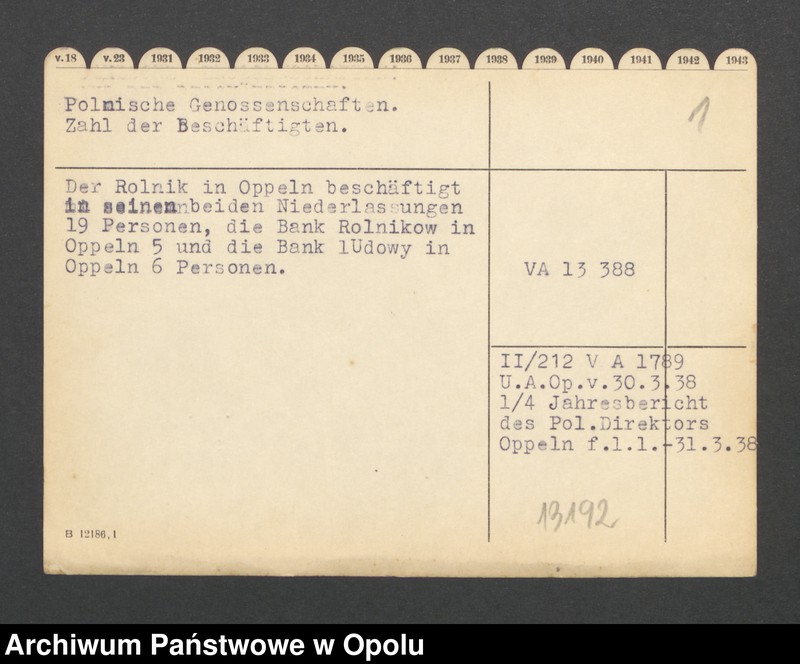 v.18 v.23 1931 1932 1933 1934 1935 1936 1937 1938 1939 1940 1941 1942 1943
Polnische Genossenschaften.
Zahl der Beschäftigten.
1
Der Rolnik in Oppeln beschäftigt
in seinen beiden Niederlassungen
19 Personen, die Bank Rolnikow in
Oppeln 5 und die Bank lUdowy in
Oppeln 6 Personen.
VA 13 388
II/212 V A 1789
U.A.Op.v.30.3.38
1/4 Jahresbericht
des Pol.Direktors
Oppeln f.1.1.-31.3.38
13192
B 12186,1
Archiwum Państwowe w Opolu